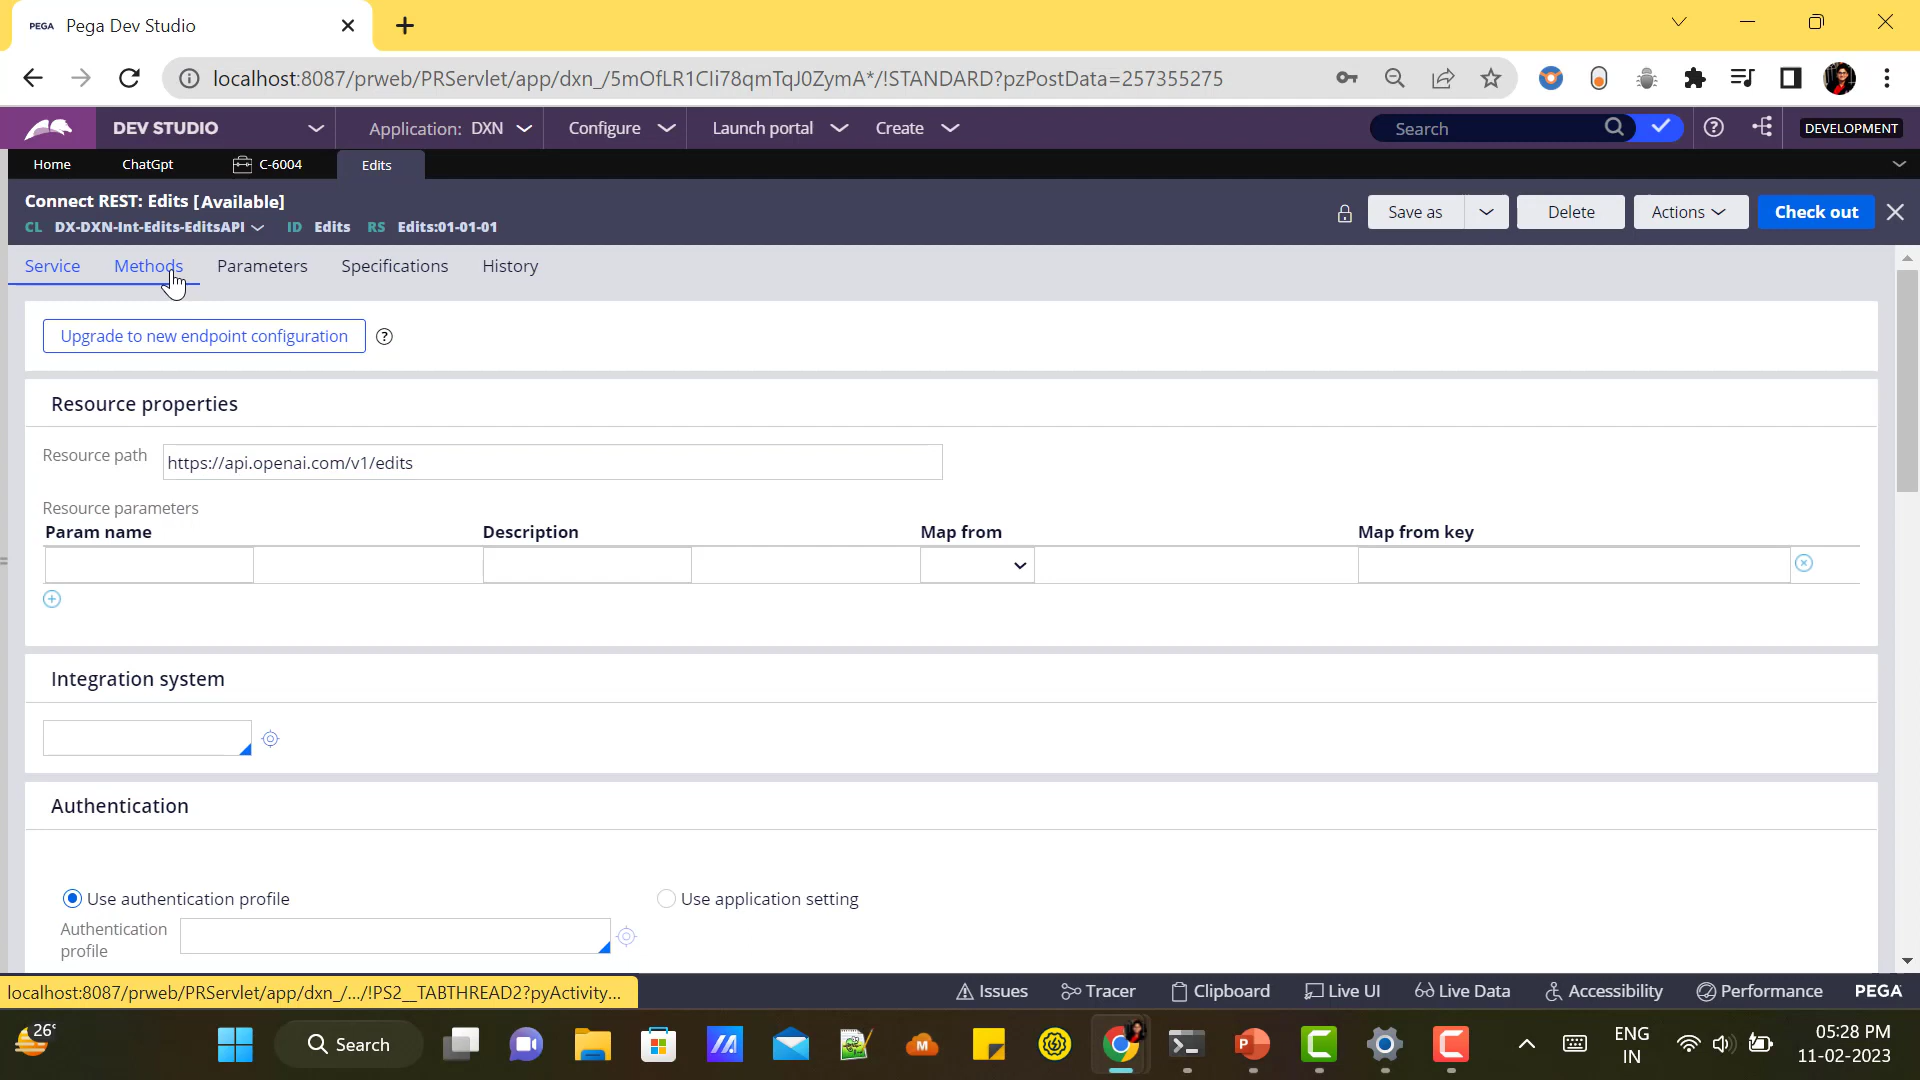 PEGA Pega Dev Studio
localhost:8087/prweb/PRServlet/app/dxn_/5mOfLR1CIi78qmTqJ0ZymA*/!STANDARD?pzPostData=257355275
DEV STUDIO Application: DXN Configure Launch portal Create Search DEVELOPMENT
Home ChatGpt C-6004 Edits
Connect REST: Edits [Available]
CL DX-DXN-Int-Edits-EditsAPI ID Edits RS Edits:01-01-01
Save as Delete Actions Check out
Service Methods Parameters Specifications History
Upgrade to new endpoint configuration
Resource properties
Resource path https://api.openai.com/v1/edits
Resource parameters
Param name Description Map from Map from key
Integration system
Authentication
Use authentication profile Use application setting
Authentication
profile
localhost:8087/prweb/PRServlet/app/dxn_/.../!PS2__TABTHREAD2?pyActivity...
Issues Tracer Clipboard Live UI Live Data Accessibility Performance PEGA
26°
Search
ENG
IN
05:28 PM
11-02-2023